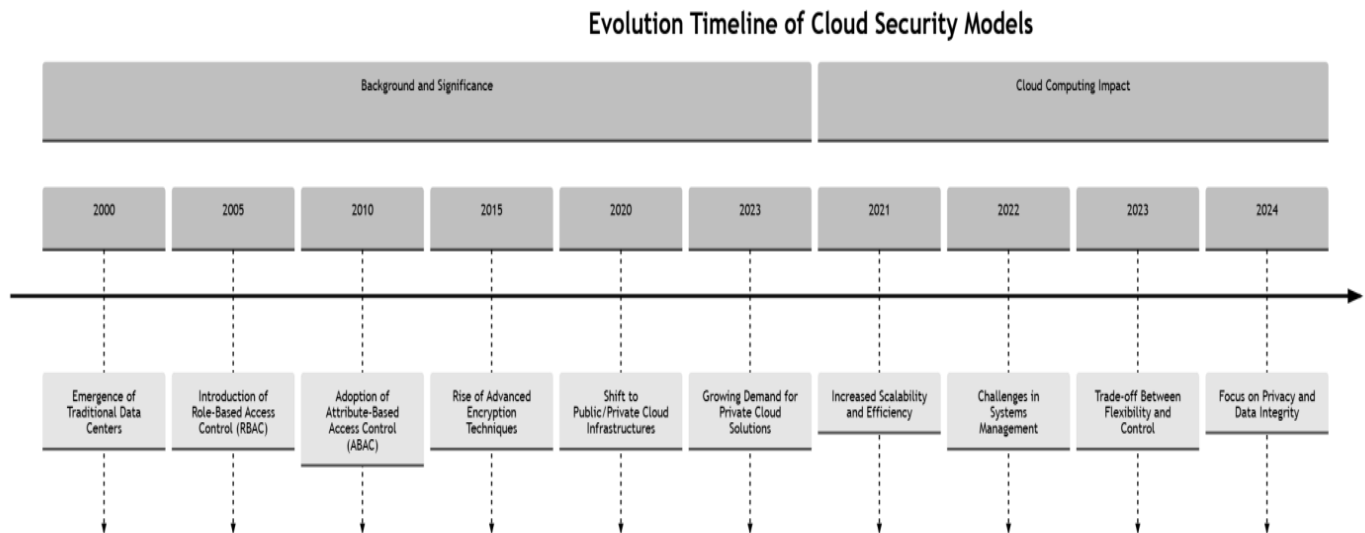 Evolution Timeline of Cloud Security Models
Background and Significance
Cloud Computing Impact
2000
2005
2010
2015
2020
2023
2021
2022
2023
2024
Emergence of
Traditional Data
Centers
Introduction of
Role-Based Access
Control (RBAC)
Adoption of
Attribute-Based
Access Control
(ABAC)
Rise of Advanced
Encryption
Techniques
Shift to
Public/Private Cloud
Infrastructures
Growing Demand for
Private Cloud
Solutions
Increased Scalability
and Efficiency
Challenges in
Systems
Management
Trade-off Between
Flexibility and
Control
Focus on Privacy and
Data Integrity